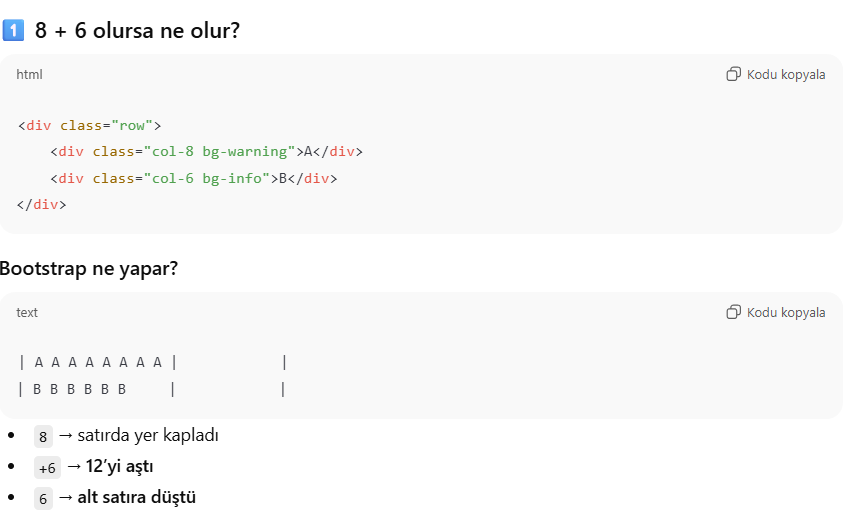 1 8 + 6 olursa ne olur?
html
Kodu kopyala
<div class="row">
    <div class="col-8 bg-warning">A</div>
    <div class="col-6 bg-info">B</div>
</div>
Bootstrap ne yapar?
text
Kodu kopyala
| A A A A A A A A |            |
| B B B B B B     |            |
• 8 → satırda yer kapladı
• +6 → 12’yi aştı
• 6 → alt satıra düştü